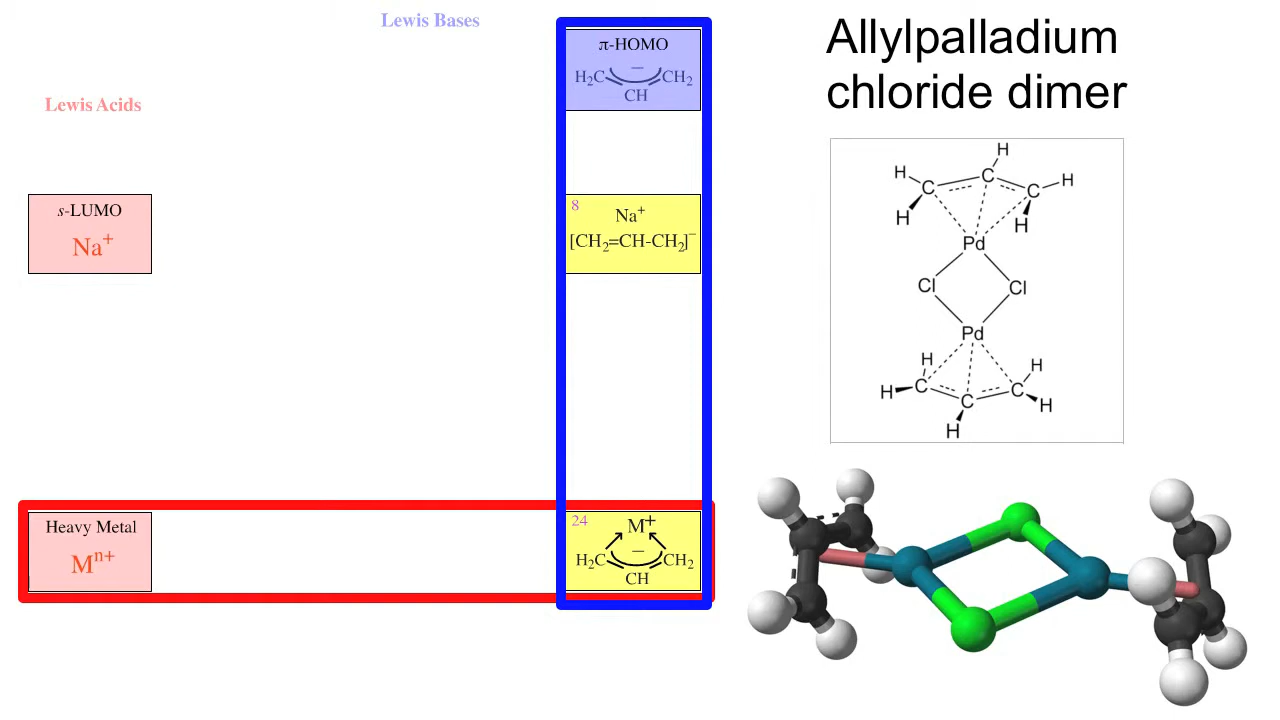 Lewis Bases
Lewis Acids
π-HOMO
H₂C − CH₂
CH
s-LUMO
Na⁺
8
Na⁺
[CH₂=CH-CH₂]⁻
Heavy Metal
Mⁿ⁺
24
M⁺
H₂C − CH₂
CH
Allylpalladium
chloride dimer
H
H C C C H
H H
Pd
Cl Cl
Pd
H H
H C C C H
H